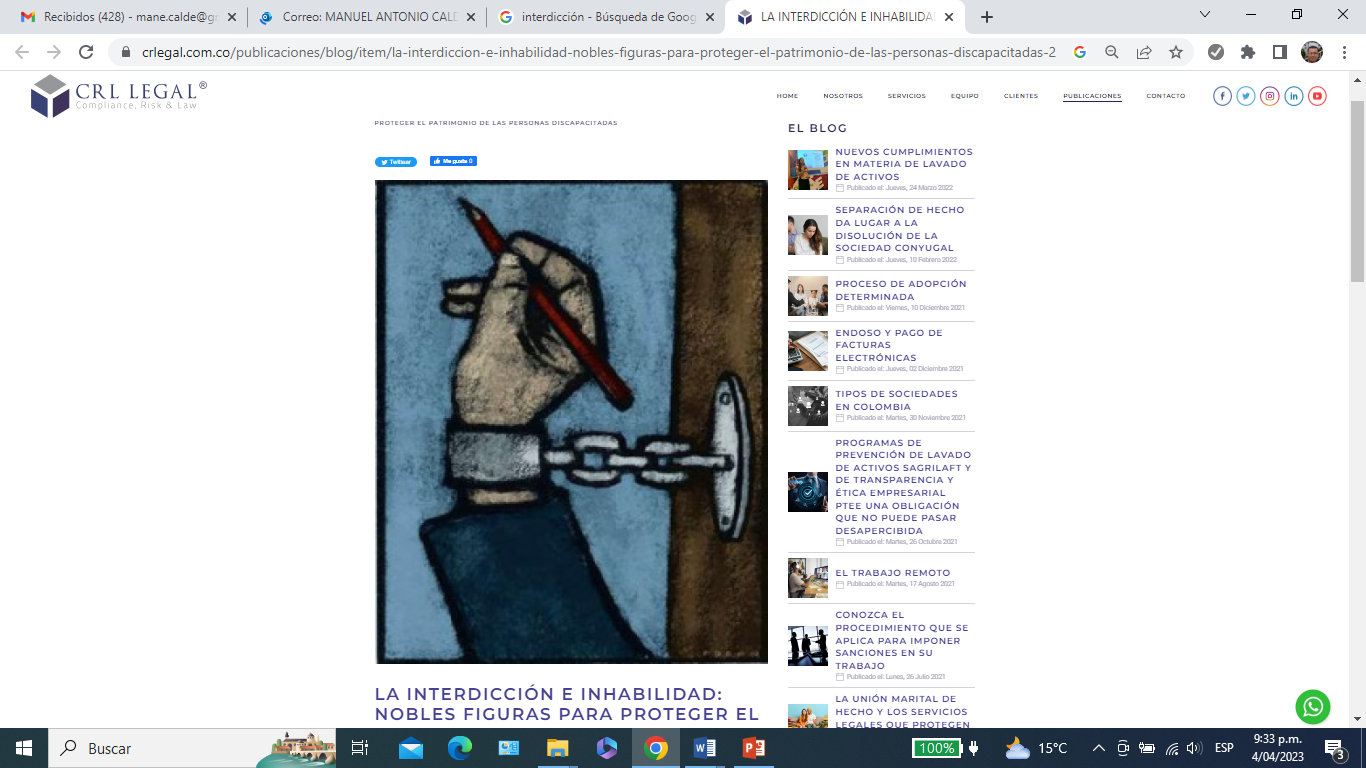 Recibidos (428) - mane.calde@gm
Correo: MANUEL ANTONIO CALD
interdicción - Búsqueda de Goog
LA INTERDICCIÓN E INHABILIDA
crlegal.com.co/publicaciones/blog/item/la-interdiccion-e-inhabilidad-nobles-figuras-para-proteger-el-patrimonio-de-las-personas-discapacitadas-2
CRL LEGAL®
Compliance, Risk & Law
HOME NOSOTROS SERVICIOS EQUIPO CLIENTES PUBLICACIONES CONTACTO
PROTEGER EL PATRIMONIO DE LAS PERSONAS DISCAPACITADAS
Twittear
Me gusta 0
LA INTERDICCIÓN E INHABILIDAD:
NOBLES FIGURAS PARA PROTEGER EL
EL BLOG
NUEVOS CUMPLIMIENTOS
EN MATERIA DE LAVADO
DE ACTIVOS
Publicado el: Jueves, 24 Marzo 2022
SEPARACIÓN DE HECHO
DA LUGAR A LA
DISOLUCIÓN DE LA
SOCIEDAD CONYUGAL
Publicado el: Jueves, 10 Febrero 2022
PROCESO DE ADOPCIÓN
DETERMINADA
Publicado el: Viernes, 10 Diciembre 2021
ENDOSO Y PAGO DE
FACTURAS
ELECTRÓNICAS
Publicado el: Jueves, 02 Diciembre 2021
TIPOS DE SOCIEDADES
EN COLOMBIA
Publicado el: Martes, 30 Noviembre 2021
PROGRAMAS DE
PREVENCIÓN DE LAVADO
DE ACTIVOS SAGRILAFT Y
DE TRANSPARENCIA Y
ÉTICA EMPRESARIAL
PTEE UNA OBLIGACIÓN
QUE NO PUEDE PASAR
DESAPERCIBIDA
Publicado el: Martes, 26 Octubre 2021
EL TRABAJO REMOTO
Publicado el: Martes, 17 Agosto 2021
CONOZCA EL
PROCEDIMIENTO QUE SE
APLICA PARA IMPONER
SANCIONES EN SU
TRABAJO
Publicado el: Lunes, 26 Julio 2021
LA UNIÓN MARITAL DE
HECHO Y LOS SERVICIOS
LEGALES QUE PROTEGEN
Buscar
100%
15°C
ESP
9:33 p.m.
4/04/2023
3